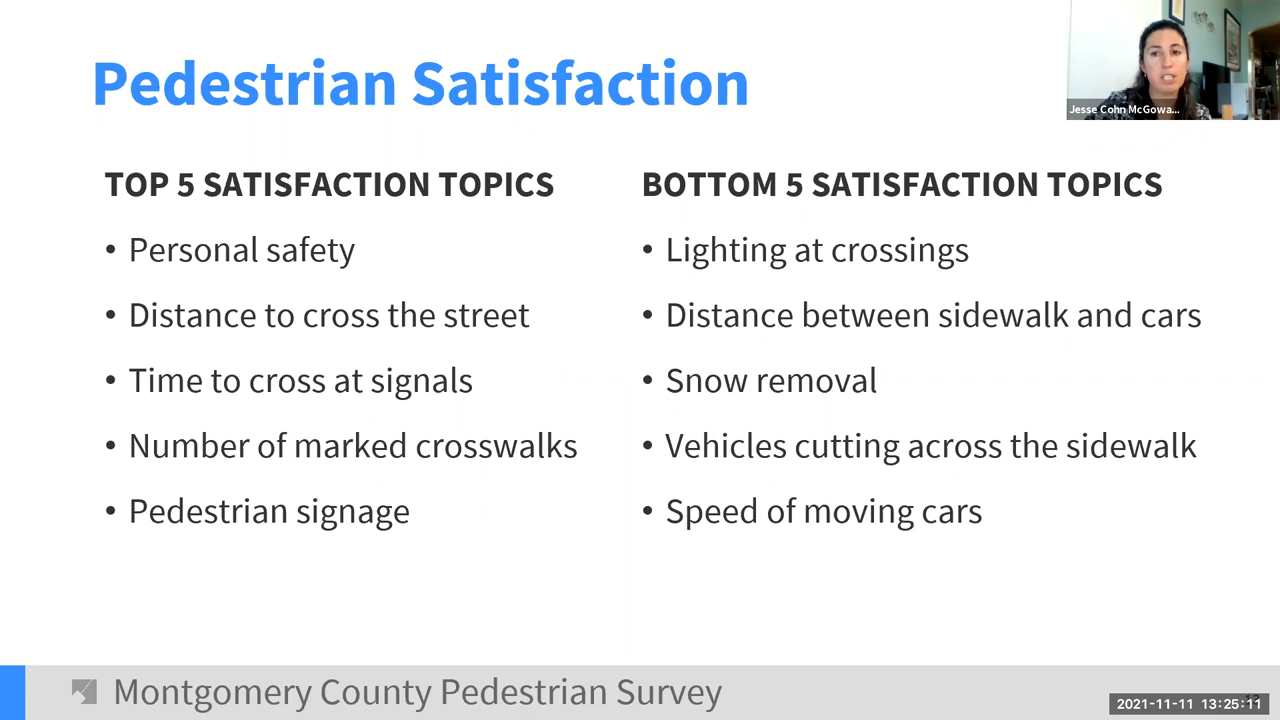 Pedestrian Satisfaction
Jesse Cohn McGowa...
TOP 5 SATISFACTION TOPICS
• Personal safety
• Distance to cross the street
• Time to cross at signals
• Number of marked crosswalks
• Pedestrian signage
BOTTOM 5 SATISFACTION TOPICS
• Lighting at crossings
• Distance between sidewalk and cars
• Snow removal
• Vehicles cutting across the sidewalk
• Speed of moving cars
Montgomery County Pedestrian Survey
2021-11-11 13:25:11